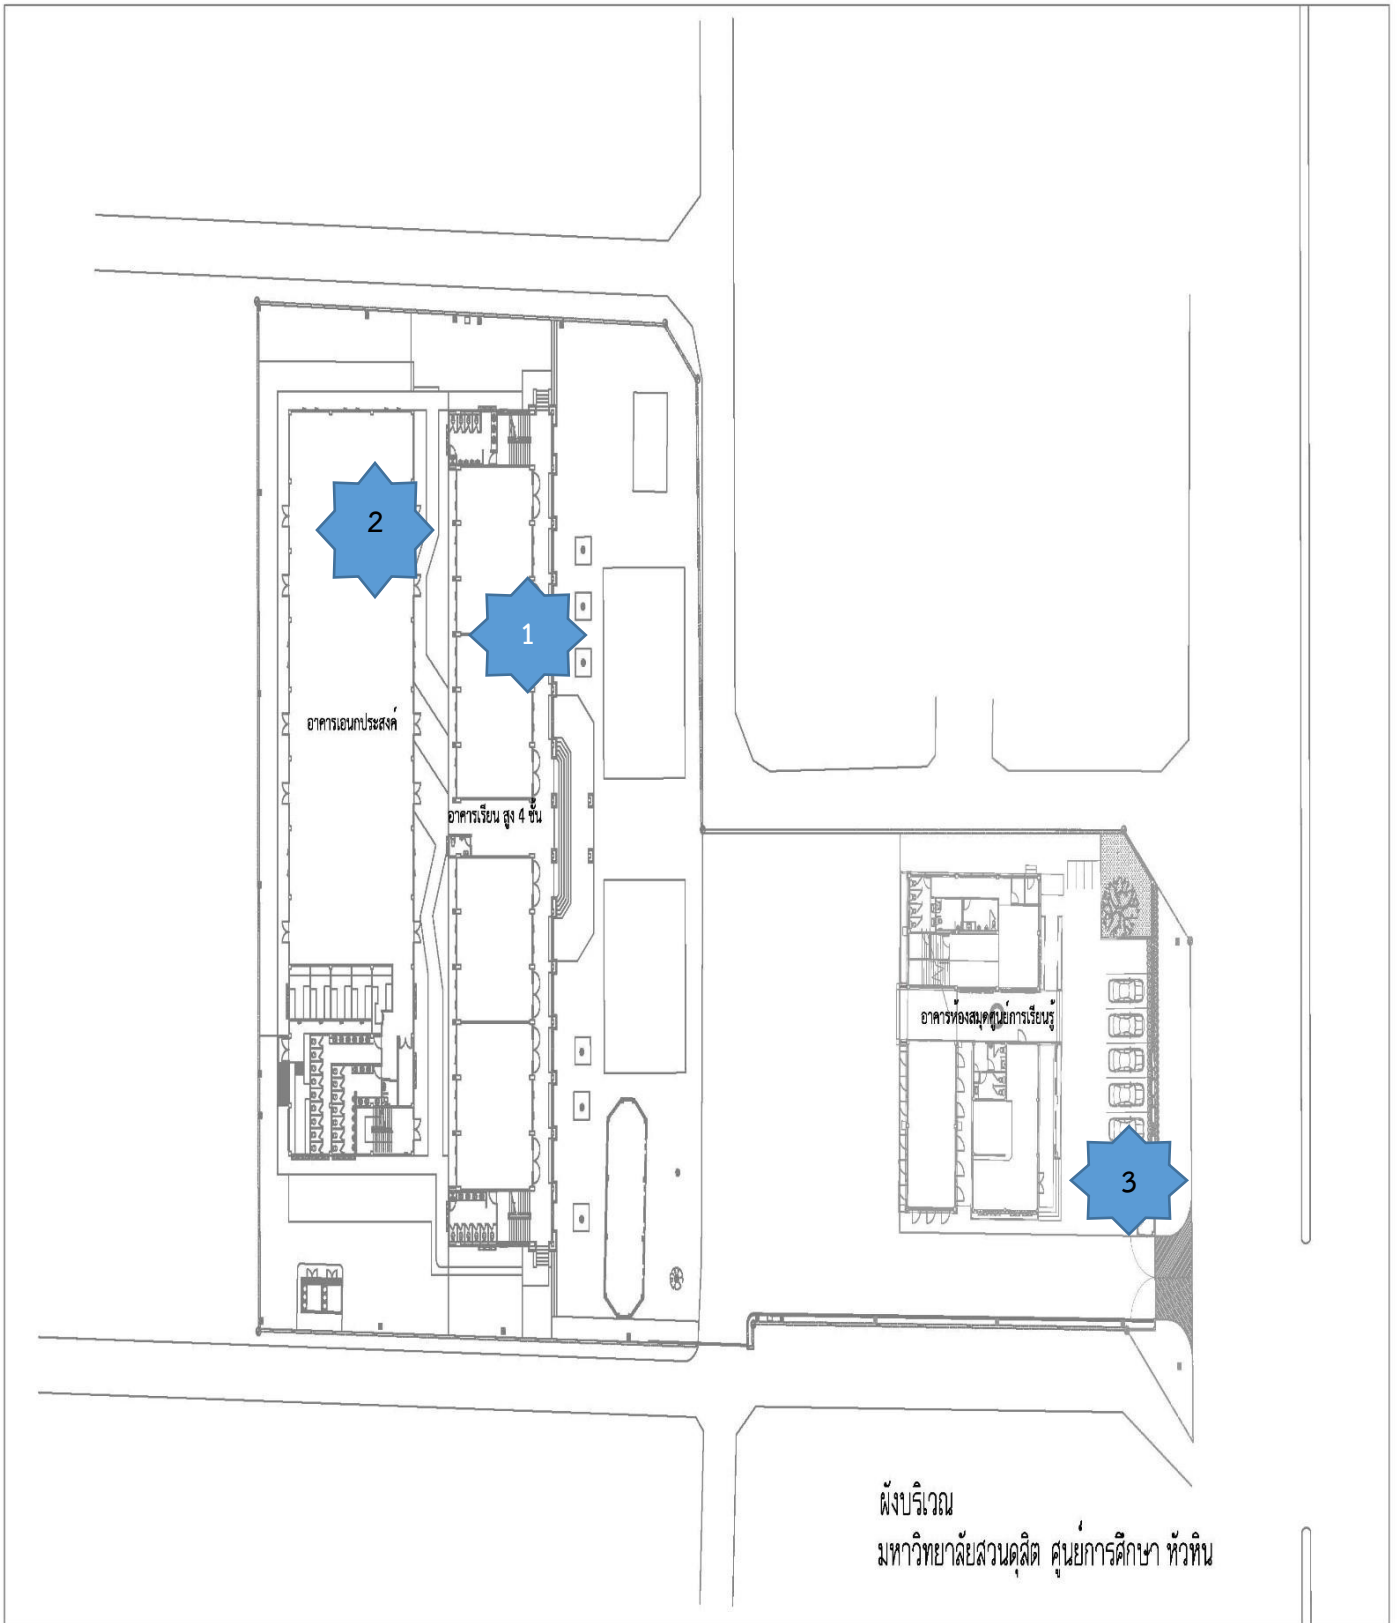 2
1
อาคารเอนกประสงค์
อาคารเรียน สูง 4 ชั้น
อาคารห้องสมุดศูนย์การเรียนรู้
3
ผังบริเวณ
มหาวิทยาลัยสวนดุสิต ศูนย์การศึกษา หัวหิน